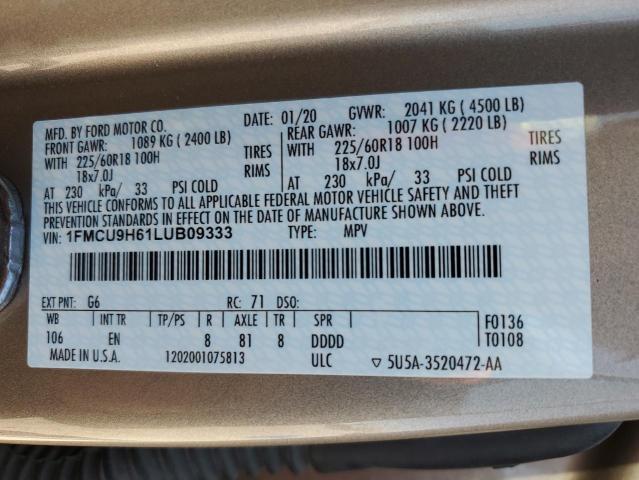 MFD. BY FORD MOTOR CO. DATE: 01/20 GVWR: 2041 KG ( 4500 LB)
FRONT GAWR: 1089 KG ( 2400 LB) REAR GAWR: 1007 KG ( 2220 LB)
WITH 225/60R18 100H TIRES WITH 225/60R18 100H TIRES
18x7.0J RIMS 18x7.0J RIMS
AT 230 kPa/ 33 PSI COLD AT 230 kPa/ 33 PSI COLD
THIS VEHICLE CONFORMS TO ALL APPLICABLE FEDERAL MOTOR VEHICLE SAFETY AND THEFT
PREVENTION STANDARDS IN EFFECT ON THE DATE OF MANUFACTURE SHOWN ABOVE.
VIN: 1FMCU9H61LUB09333 TYPE: MPV
EXT PNT: G6 RC: 71 DSO:
WB INT TR TP/PS R AXLE TR SPR F0136
106 EN 8 81 8 DDDD T0108
MADE IN U.S.A. 1202001075813 ULC ▽ 5U5A-3520472-AA